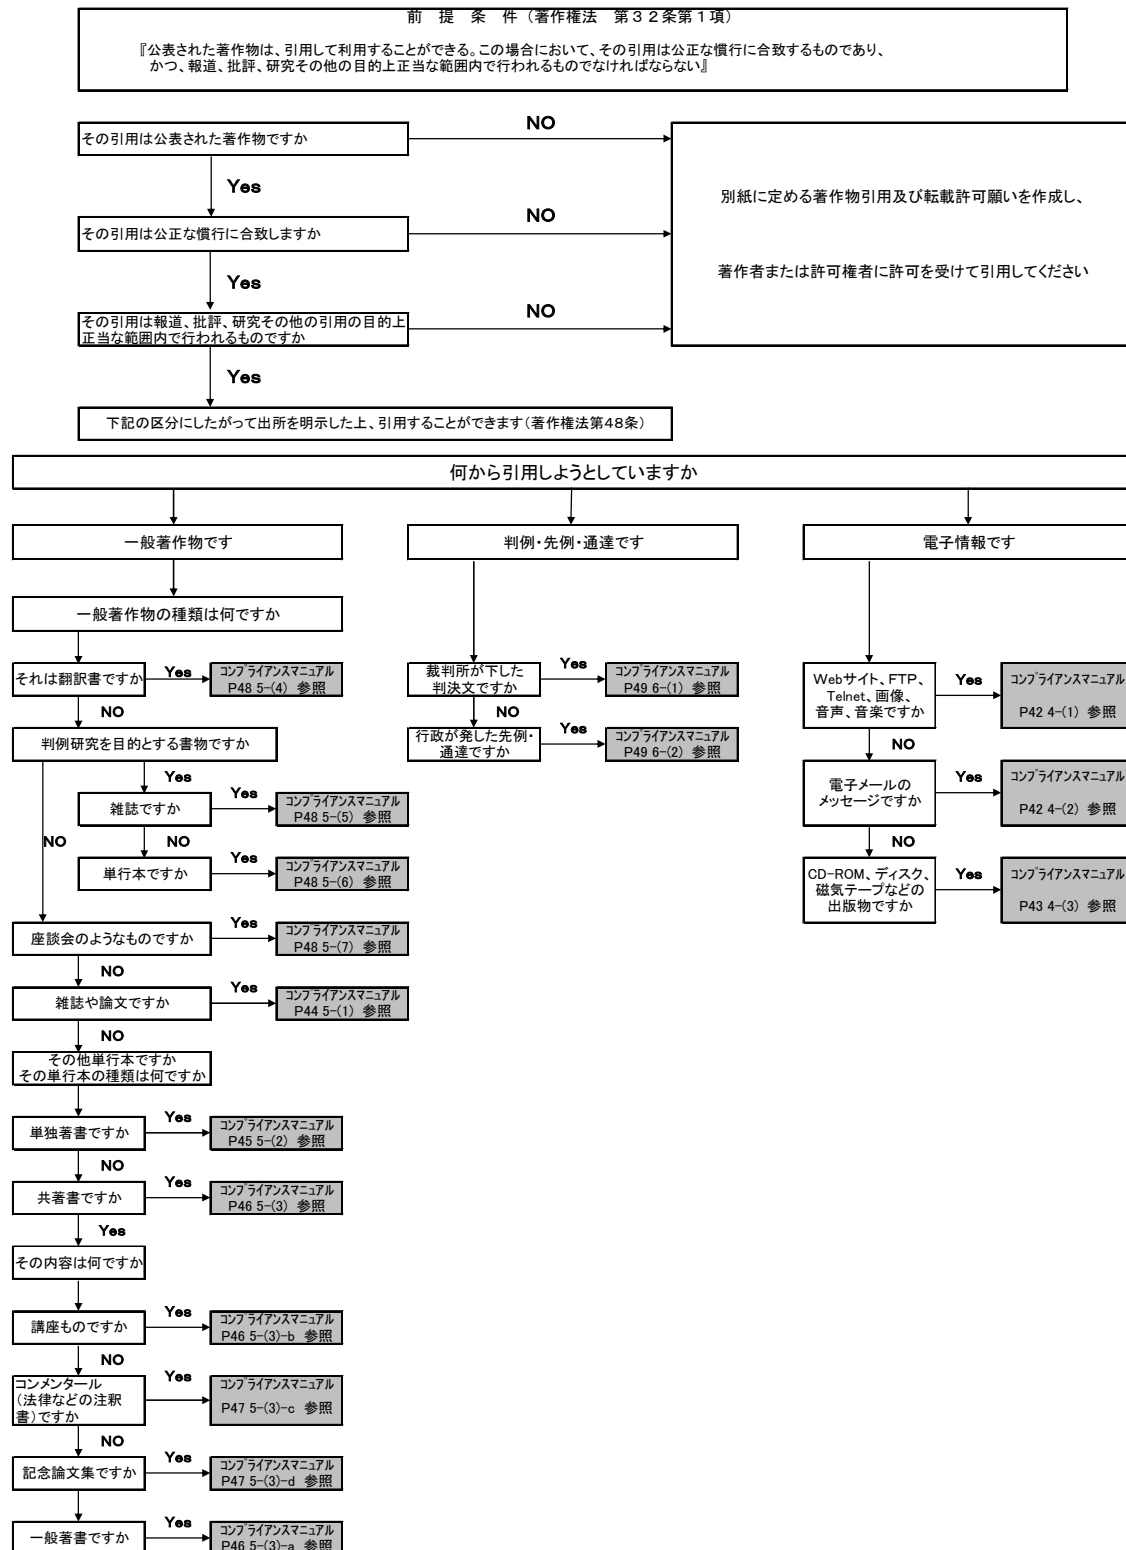 前　提　条　件（著作権法　第３２条第１項）
『公表された著作物は、引用して利用することができる。この場合において、その引用は公正な慣行に合致するものであり、
かつ、報道、批評、研究その他の目的上正当な範囲内で行われるものでなければならない』
その引用は公表された著作物ですか
NO
Yes
別紙に定める著作物引用及び転載許可願いを作成し、
著作者または許可権者に許可を受けて引用してください
その引用は公正な慣行に合致しますか
NO
Yes
その引用は報道、批評、研究その他の引用の目的上
正当な範囲内で行われるものですか
NO
Yes
下記の区分にしたがって出所を明示した上、引用することができます（著作権法第４８条）
何から引用しようとしていますか
一般著作物です
一般著作物の種類は何ですか
それは翻訳書ですか
Yes
コンプライアンスマニュアル
P48 5-(4) 参照
NO
判例研究を目的とする書物ですか
Yes
雑誌ですか
Yes
コンプライアンスマニュアル
P48 5-(5) 参照
NO
NO
単行本ですか
Yes
コンプライアンスマニュアル
P48 5-(6) 参照
座談会のようなものですか
Yes
コンプライアンスマニュアル
P48 5-(7) 参照
NO
雑誌や論文ですか
Yes
コンプライアンスマニュアル
P44 5-(1) 参照
NO
その他単行本ですか
その単行本の種類は何ですか
単独著書ですか
Yes
コンプライアンスマニュアル
P45 5-(2) 参照
NO
共著書ですか
Yes
コンプライアンスマニュアル
P46 5-(3) 参照
Yes
その内容は何ですか
講座ものですか
Yes
コンプライアンスマニュアル
P46 5-(3)-b 参照
NO
コンメンタール
（法律などの注釈
書）ですか
Yes
コンプライアンスマニュアル
P47 5-(3)-c 参照
NO
記念論文集ですか
Yes
コンプライアンスマニュアル
P47 5-(3)-d 参照
一般著書ですか
Yes
コンプライアンスマニュアル
P46 5-(3)-a 参照
判例・先例・通達です
裁判所が下した
判決文ですか
Yes
コンプライアンスマニュアル
P49 6-(1) 参照
NO
行政が発した先例・
通達ですか
Yes
コンプライアンスマニュアル
P49 6-(2) 参照
電子情報です
Webサイト、FTP、
Telnet、画像、
音声、音楽ですか
Yes
コンプライアンスマニュアル
P42 4-(1) 参照
NO
電子メールの
メッセージですか
Yes
コンプライアンスマニュアル
P42 4-(2) 参照
NO
CD-ROM、ディスク、
磁気テープなどの
出版物ですか
Yes
コンプライアンスマニュアル
P43 4-(3) 参照